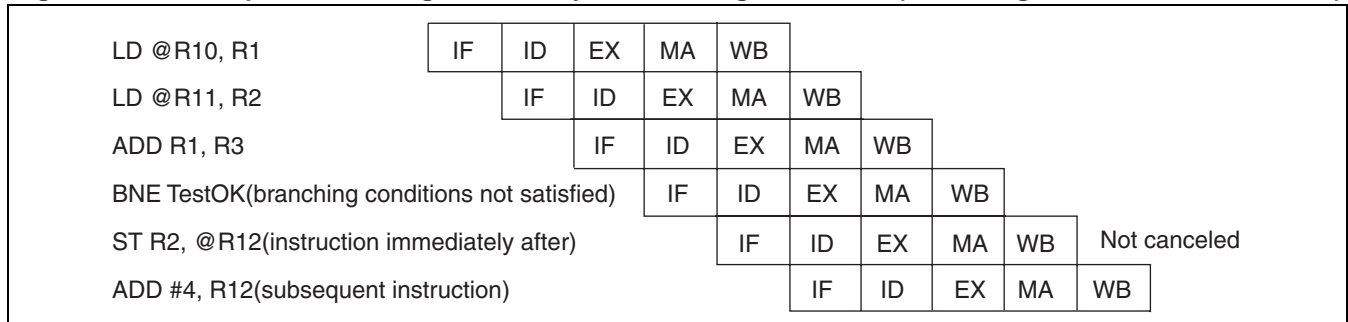 LD @R10, R1 IF ID EX MA WB
LD @R11, R2 IF ID EX MA WB
ADD R1, R3 IF ID EX MA WB
BNE TestOK(branching conditions not satisfied) IF ID EX MA WB
ST R2, @R12(instruction immediately after) IF ID EX MA WB Not canceled
ADD #4, R12(subsequent instruction) IF ID EX MA WB